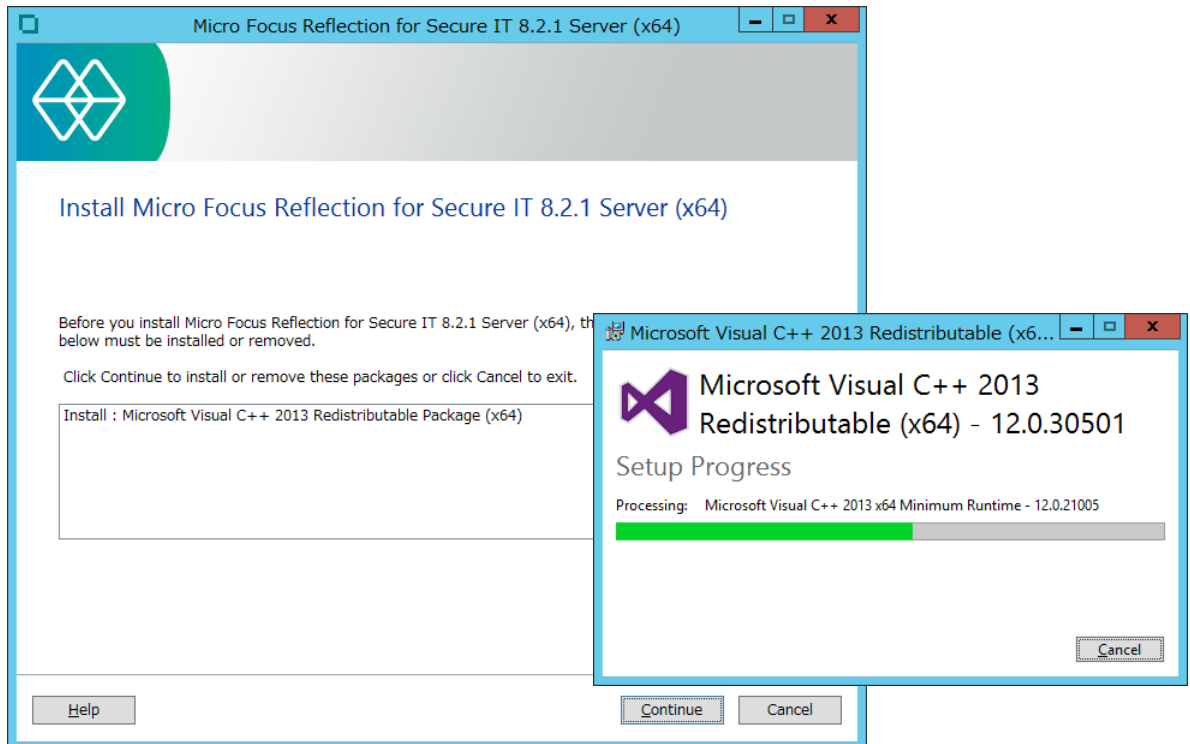 Micro Focus Reflection for Secure IT 8.2.1 Server (x64)
Install Micro Focus Reflection for Secure IT 8.2.1 Server (x64)
Before you install Micro Focus Reflection for Secure IT 8.2.1 Server (x64), th
below must be installed or removed.
Click Continue to install or remove these packages or click Cancel to exit.
Install : Microsoft Visual C++ 2013 Redistributable Package (x64)
Help
Continue
Cancel
Microsoft Visual C++ 2013 Redistributable (x6...
Microsoft Visual C++ 2013
Redistributable (x64) - 12.0.30501
Setup Progress
Processing: Microsoft Visual C++ 2013 x64 Minimum Runtime - 12.0.21005
Cancel